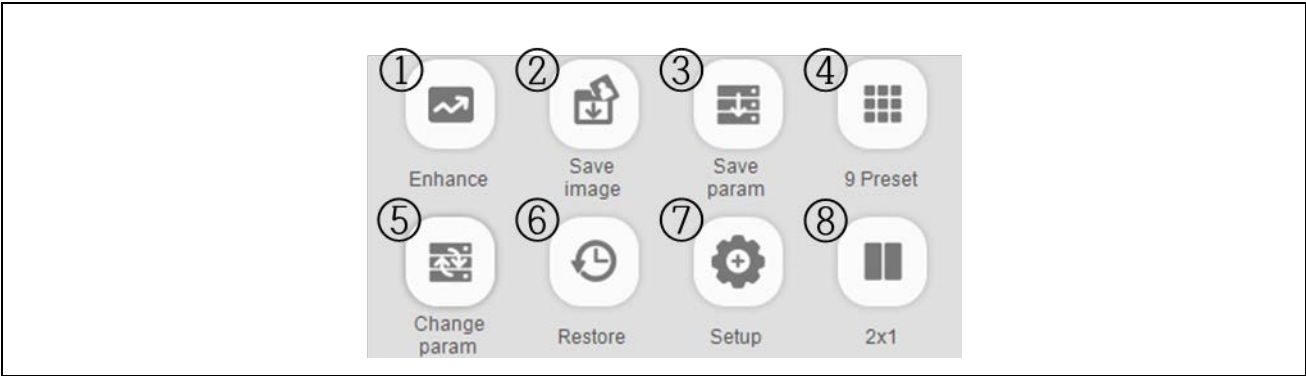 ① ② ③ ④
Enhance Save image Save param 9 Preset
⑤ ⑥ ⑦ ⑧
Change param Restore Setup 2x1